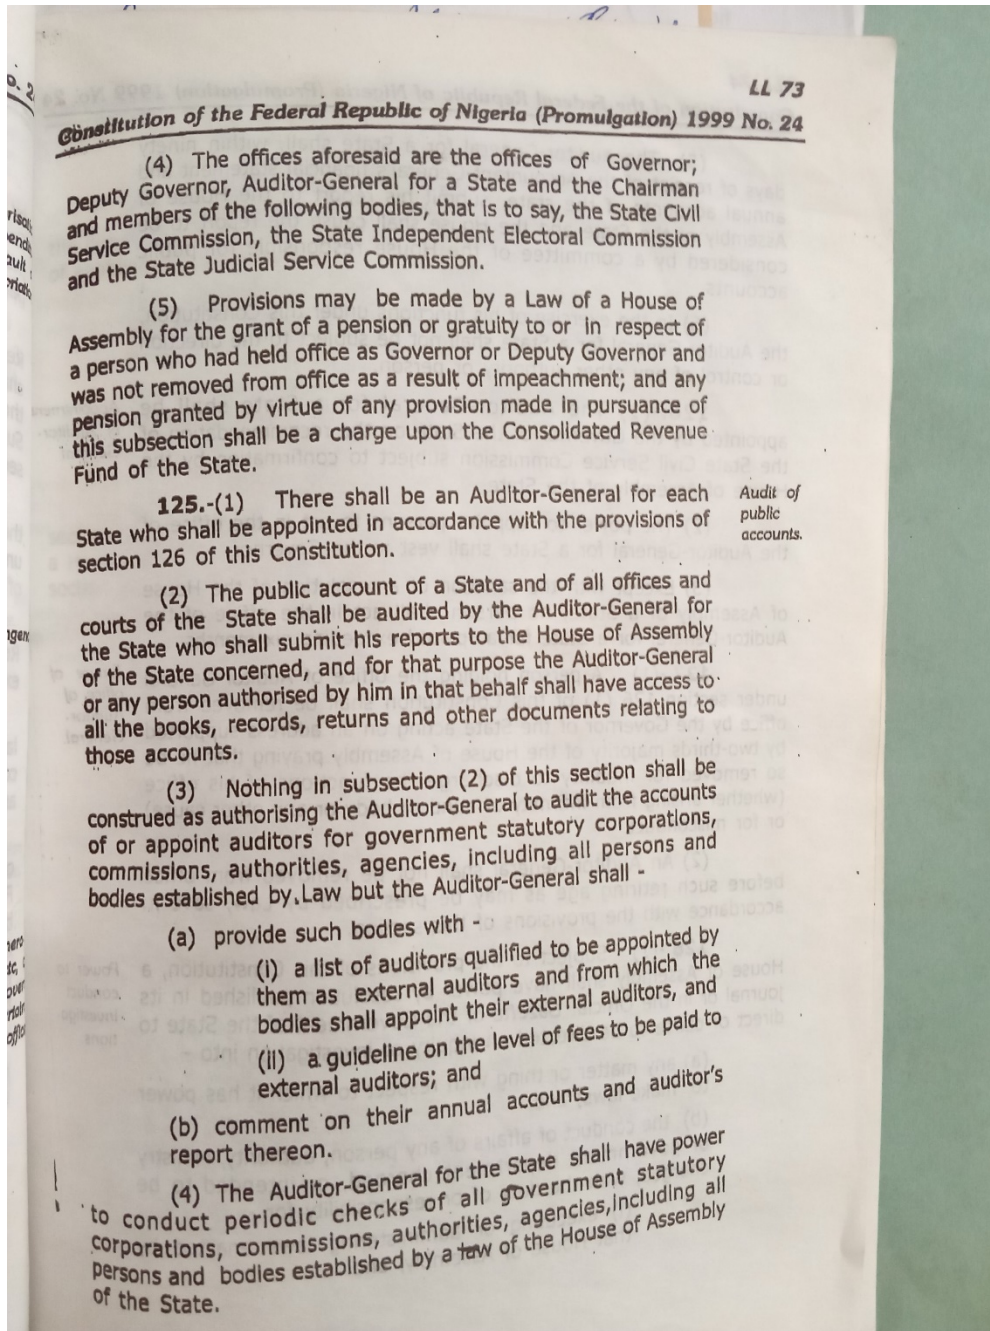 LL 73
Constitution of the Federal Republic of Nigeria (Promulgation) 1999 No. 24
(4) The offices aforesaid are the offices of Governor;
Deputy Governor, Auditor-General for a State and the Chairman
and members of the following bodies, that is to say, the State Civil
Service Commission, the State Independent Electoral Commission
and the State Judicial Service Commission.
(5) Provisions may be made by a Law of a House of
Assembly for the grant of a pension or gratuity to or in respect of
a person who had held office as Governor or Deputy Governor and
was not removed from office as a result of impeachment; and any
pension granted by virtue of any provision made in pursuance of
this subsection shall be a charge upon the Consolidated Revenue
Fund of the State.
125.-(1) There shall be an Auditor-General for each
State who shall be appointed in accordance with the provisions of
section 126 of this Constitution.
Audit of
public
accounts.
(2) The public account of a State and of all offices and
courts of the State shall be audited by the Auditor-General for
the State who shall submit his reports to the House of Assembly
of the State concerned, and for that purpose the Auditor-General
or any person authorised by him in that behalf shall have access to
all the books, records, returns and other documents relating to
those accounts.
(3) Nothing in subsection (2) of this section shall be
construed as authorising the Auditor-General to audit the accounts
of or appoint auditors for government statutory corporations,
commissions, authorities, agencies, including all persons and
bodies established by Law but the Auditor-General shall -
(a) provide such bodies with -
(i) a list of auditors qualified to be appointed by
them as external auditors and from which the
bodies shall appoint their external auditors, and
(ii) a guideline on the level of fees to be paid to
external auditors; and
(b) comment on their annual accounts and auditor's
report thereon.
(4) The Auditor-General for the State shall have power
to conduct periodic checks of all government statutory
corporations, commissions, authorities, agencies,including all
persons and bodies established by a law of the House of Assembly
of the State.